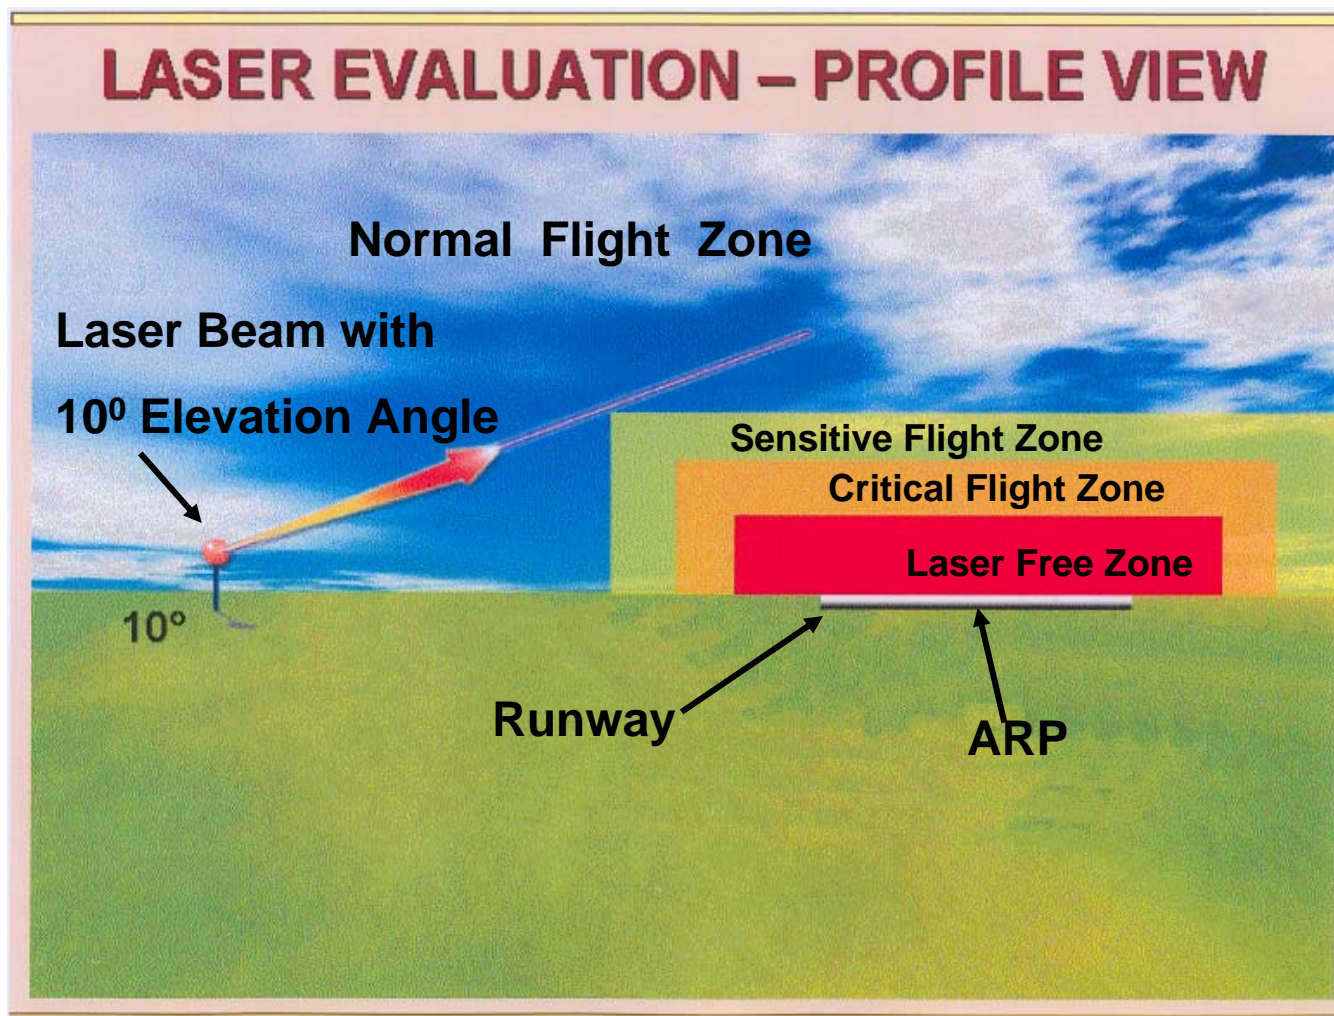 LASER EVALUATION – PROFILE VIEW
Normal Flight Zone
Laser Beam with
10⁰ Elevation Angle
Sensitive Flight Zone
Critical Flight Zone
Laser Free Zone
10°
Runway
ARP